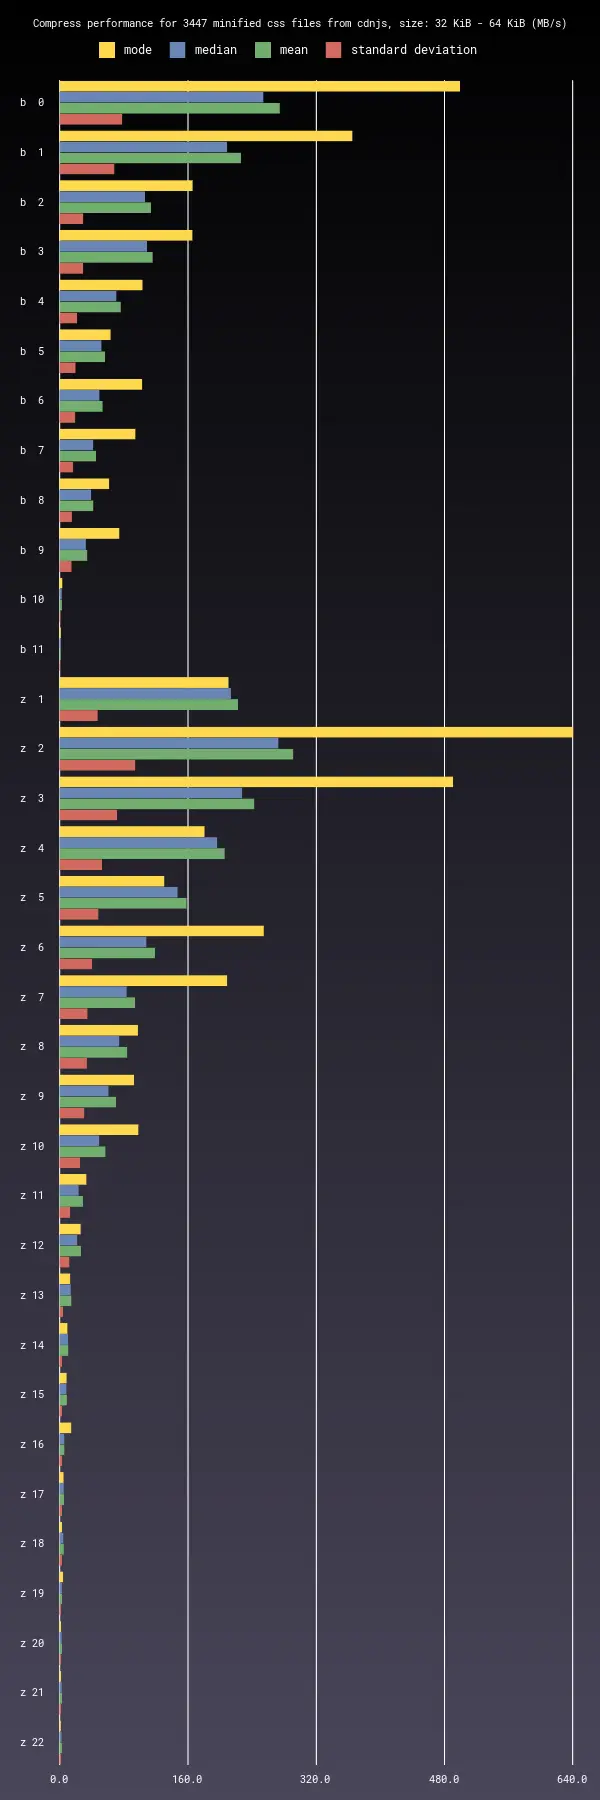 Compress performance for 3447 minified css files from cdnjs, size: 32 KiB - 64 KiB (MB/s)
mode median mean standard deviation
b 0
b 1
b 2
b 3
b 4
b 5
b 6
b 7
b 8
b 9
b 10
b 11
z 1
z 2
z 3
z 4
z 5
z 6
z 7
z 8
z 9
z 10
z 11
z 12
z 13
z 14
z 15
z 16
z 17
z 18
z 19
z 20
z 21
z 22
0.0 160.0 320.0 480.0 640.0